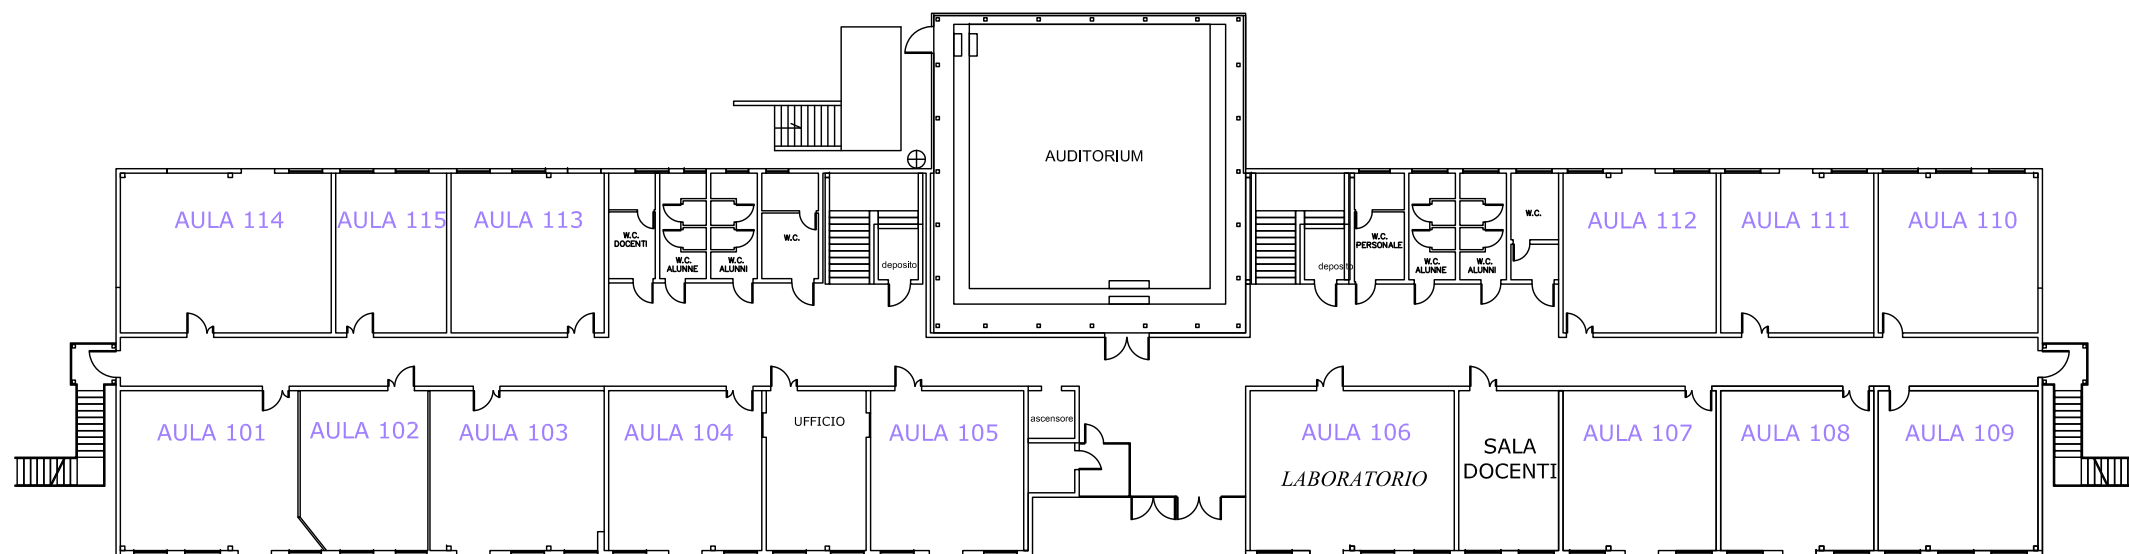 AUDITORIUM
AULA 114
AULA 115
AULA 113
W.C.
DOCENTI
W.C.
ALUNNE
W.C.
ALUNNI
W.C.
deposito
deposito
W.C.
PERSONALE
W.C.
ALUNNE
W.C.
ALUNNI
W.C.
AULA 112
AULA 111
AULA 110
AULA 101
AULA 102
AULA 103
AULA 104
UFFICIO
AULA 105
ascensore
AULA 106
LABORATORIO
SALA
DOCENTI
AULA 107
AULA 108
AULA 109